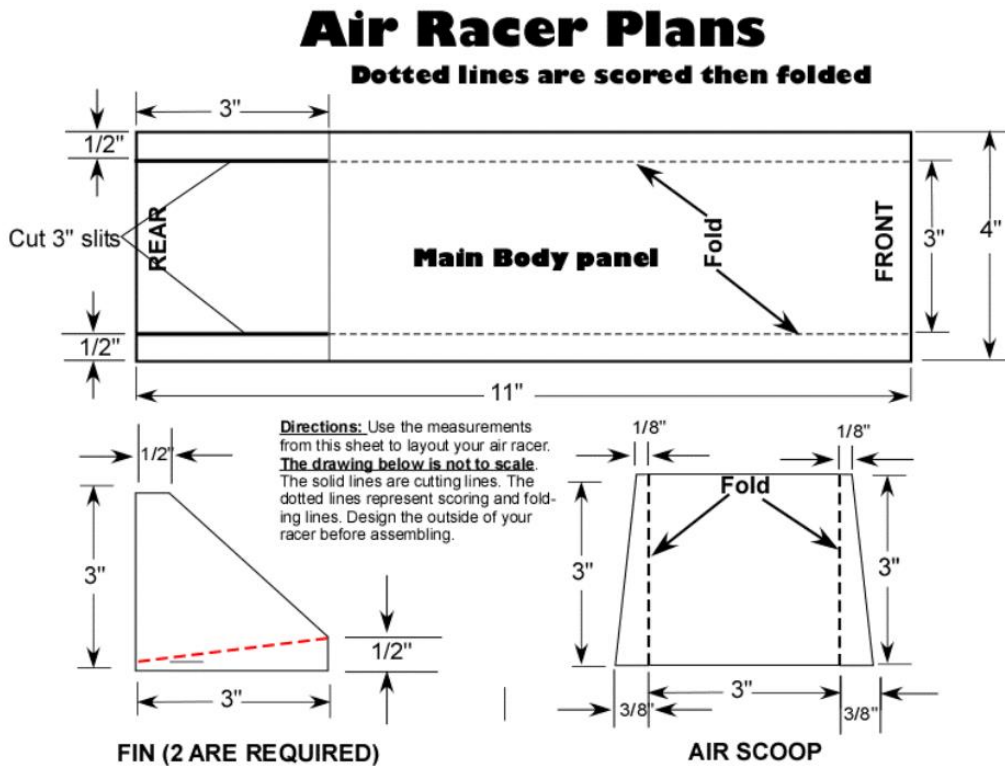 Air Racer Plans
Dotted lines are scored then folded
3"
1/2"
Cut 3" slits
REAR
Main Body panel
Fold
FRONT
3"
4"
1/2"
11"
Directions: Use the measurements
from this sheet to layout your air racer.
The drawing below is not to scale.
The solid lines are cutting lines. The
dotted lines represent scoring and fold-
ing lines. Design the outside of your
racer before assembling.
1/2"
3"
1/2"
3"
FIN (2 ARE REQUIRED)
1/8"
1/8"
Fold
3"
3"
3/8"
3"
3/8"
AIR SCOOP